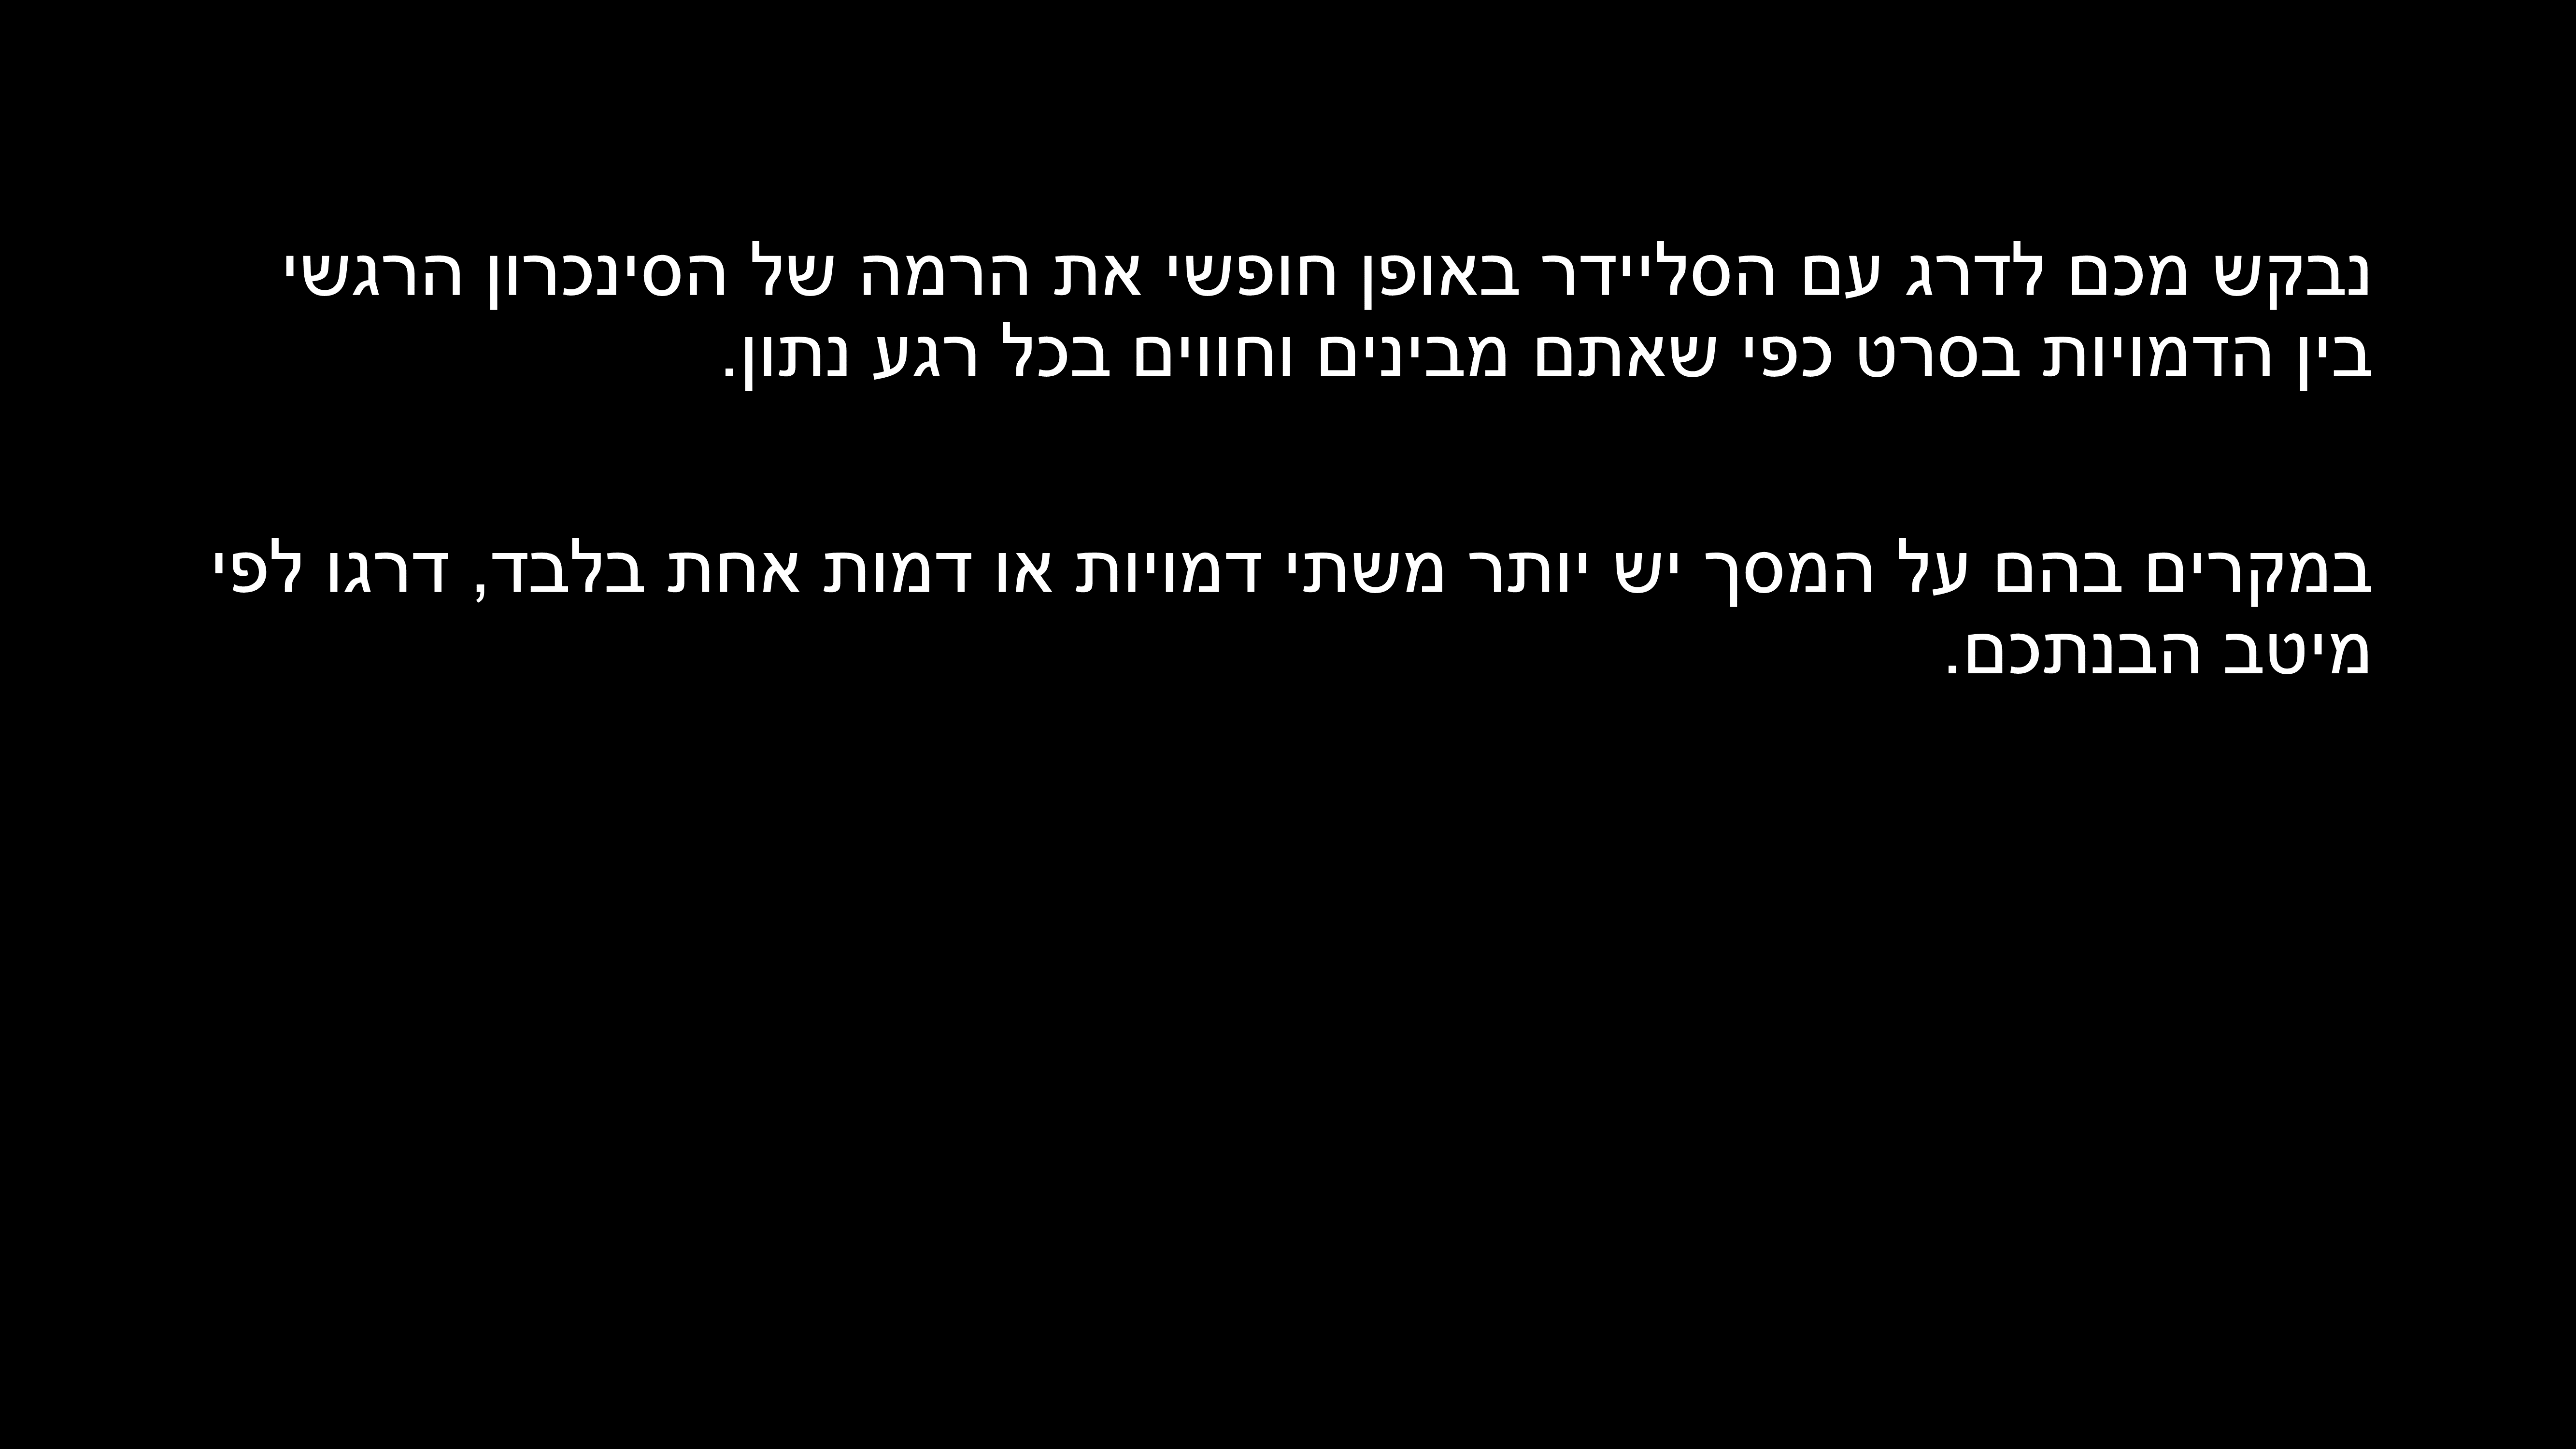 נבקש מכם לדרג עם הסליידר באופן חופשי את הרמה של הסינכרון הרגשי
בין הדמויות בסרט כפי שאתם מבינים וחווים בכל רגע נתון.
במקרים בהם על המסך יש יותר משתי דמויות או דמות אחת בלבד, דרגו לפי
מיטב הבנתכם.